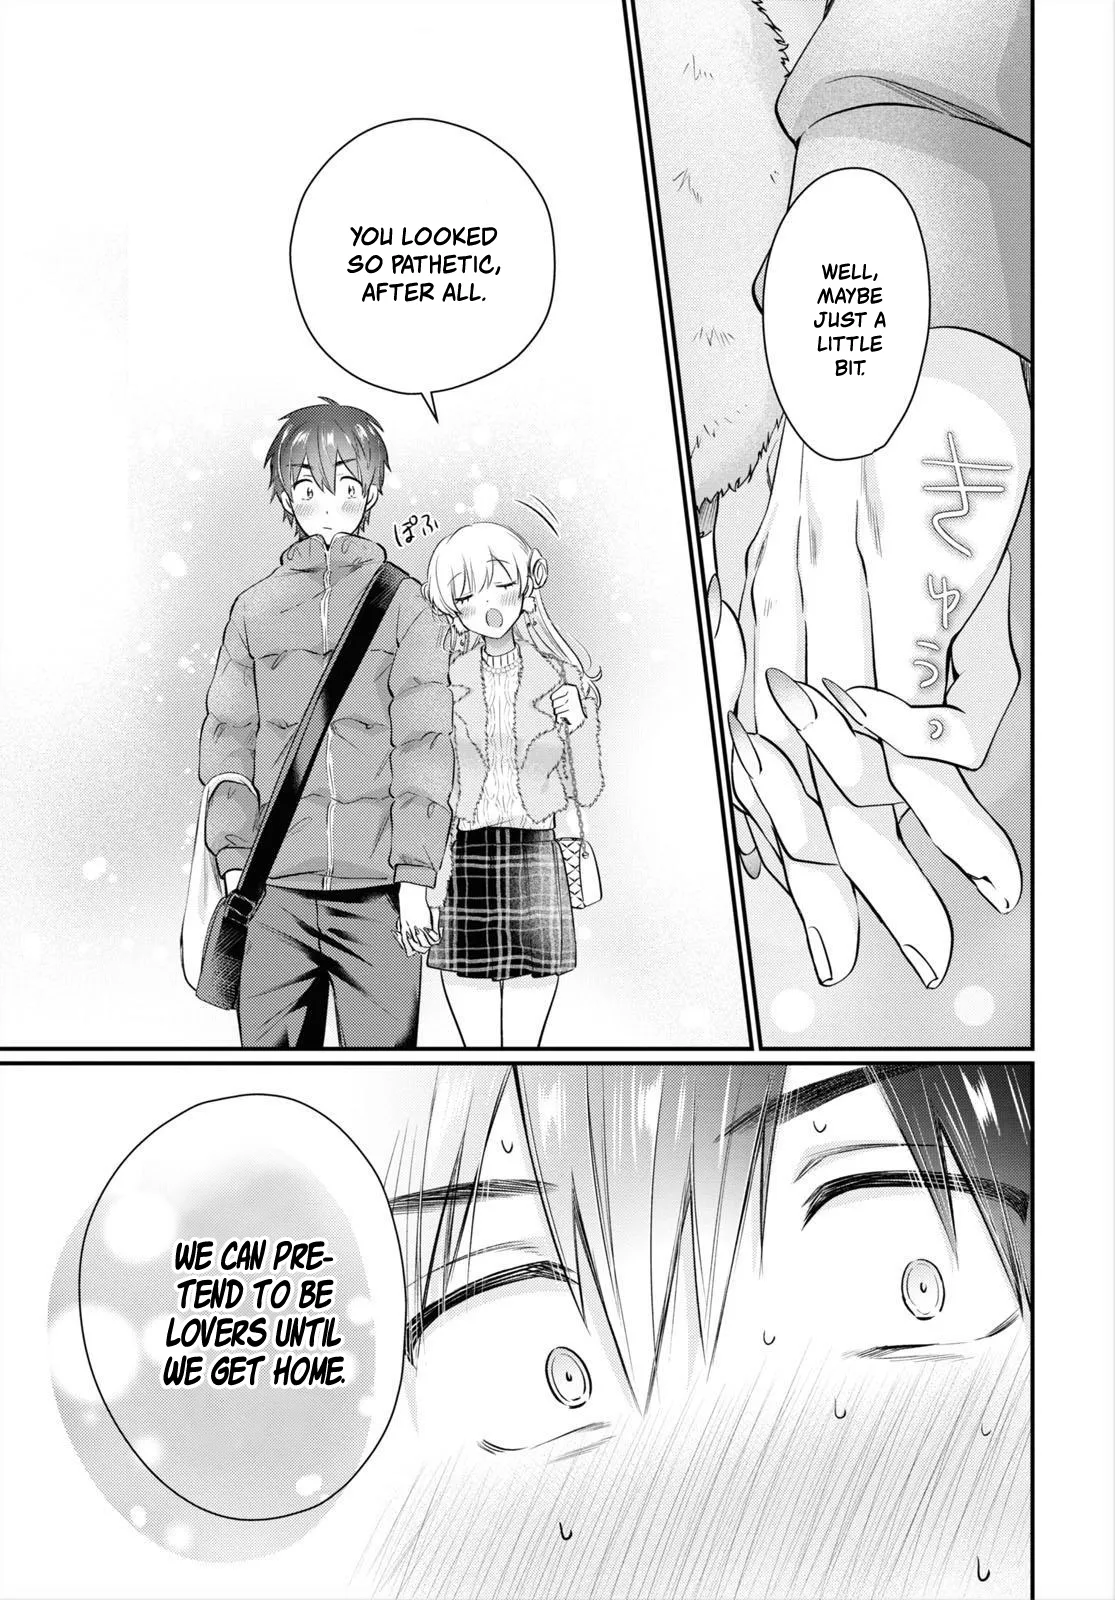 WELL,
MAYBE
JUST A
LITTLE
BIT.
きゅうっ
YOU LOOKED
SO PATHETIC,
AFTER ALL.
ぽふ
WE CAN PRE-
TEND TO BE
LOVERS UNTIL
WE GET HOME.